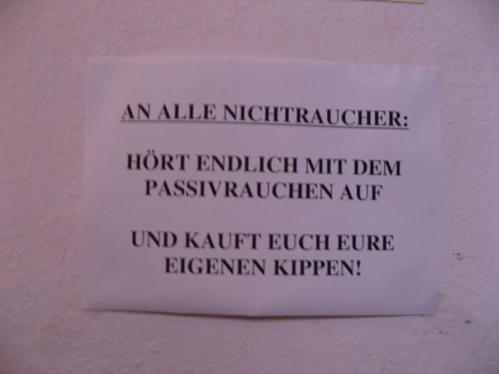 AN ALLE NICHTRAUCHER:
HÖRT ENDLICH MIT DEM
PASSIVRAUCHEN AUF
UND KAUFT EUCH EURE
EIGENEN KIPPEN!